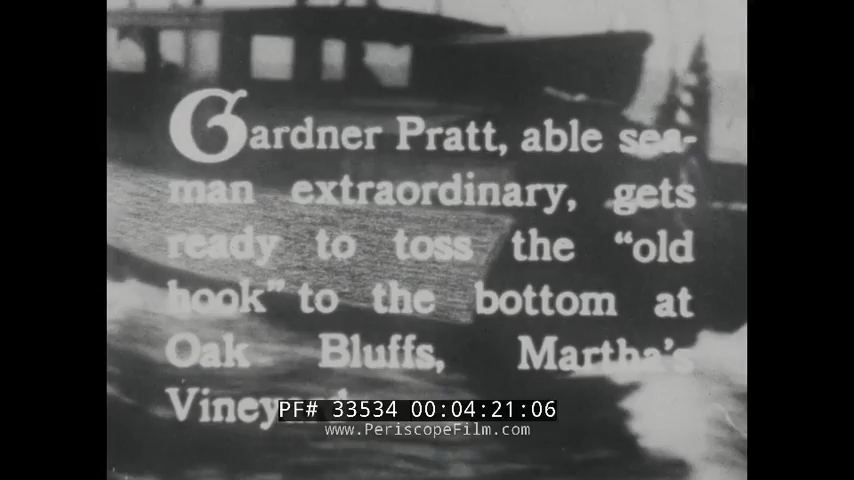 Gardner Pratt, able sea-
man extraordinary, gets
ready to toss the “old
hook” to the bottom at
Oak Bluffs, Martha's
PF# 33534 00:04:21:06
www.PeriscopeFilm.com